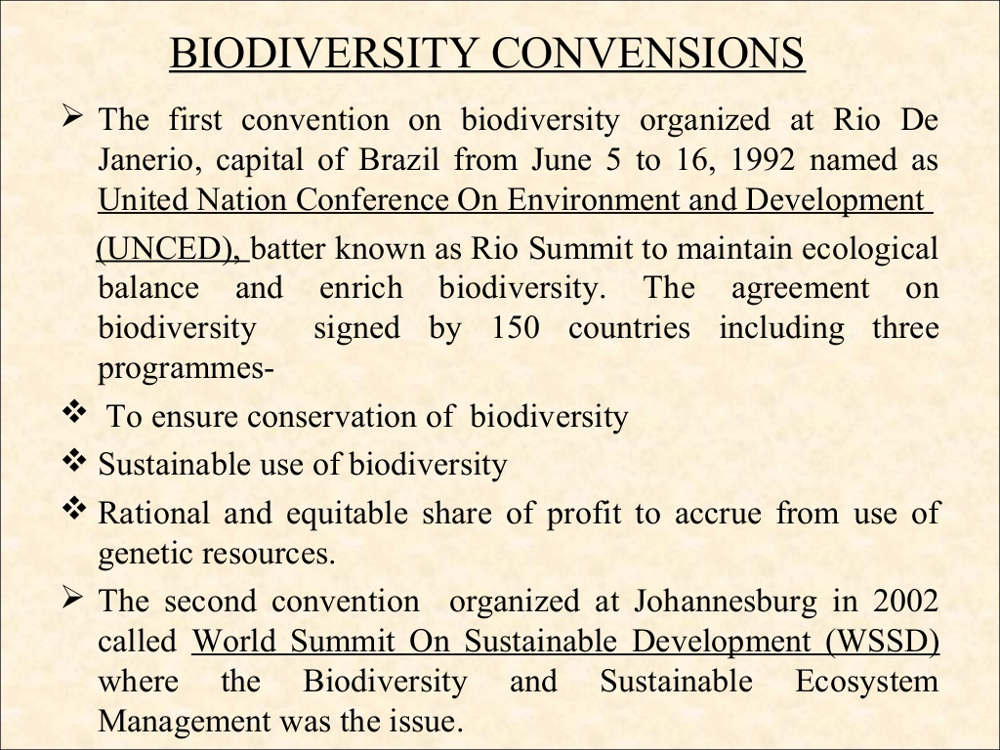 BIODIVERSITY CONVENSIONS
➢ The first convention on biodiversity organized at Rio De
Janerio, capital of Brazil from June 5 to 16, 1992 named as
United Nation Conference On Environment and Development
(UNCED), batter known as Rio Summit to maintain ecological
balance and enrich biodiversity. The agreement on
biodiversity signed by 150 countries including three
programmes-
❖ To ensure conservation of biodiversity
❖ Sustainable use of biodiversity
❖ Rational and equitable share of profit to accrue from use of
genetic resources.
➢ The second convention organized at Johannesburg in 2002
called World Summit On Sustainable Development (WSSD)
where the Biodiversity and Sustainable Ecosystem
Management was the issue.